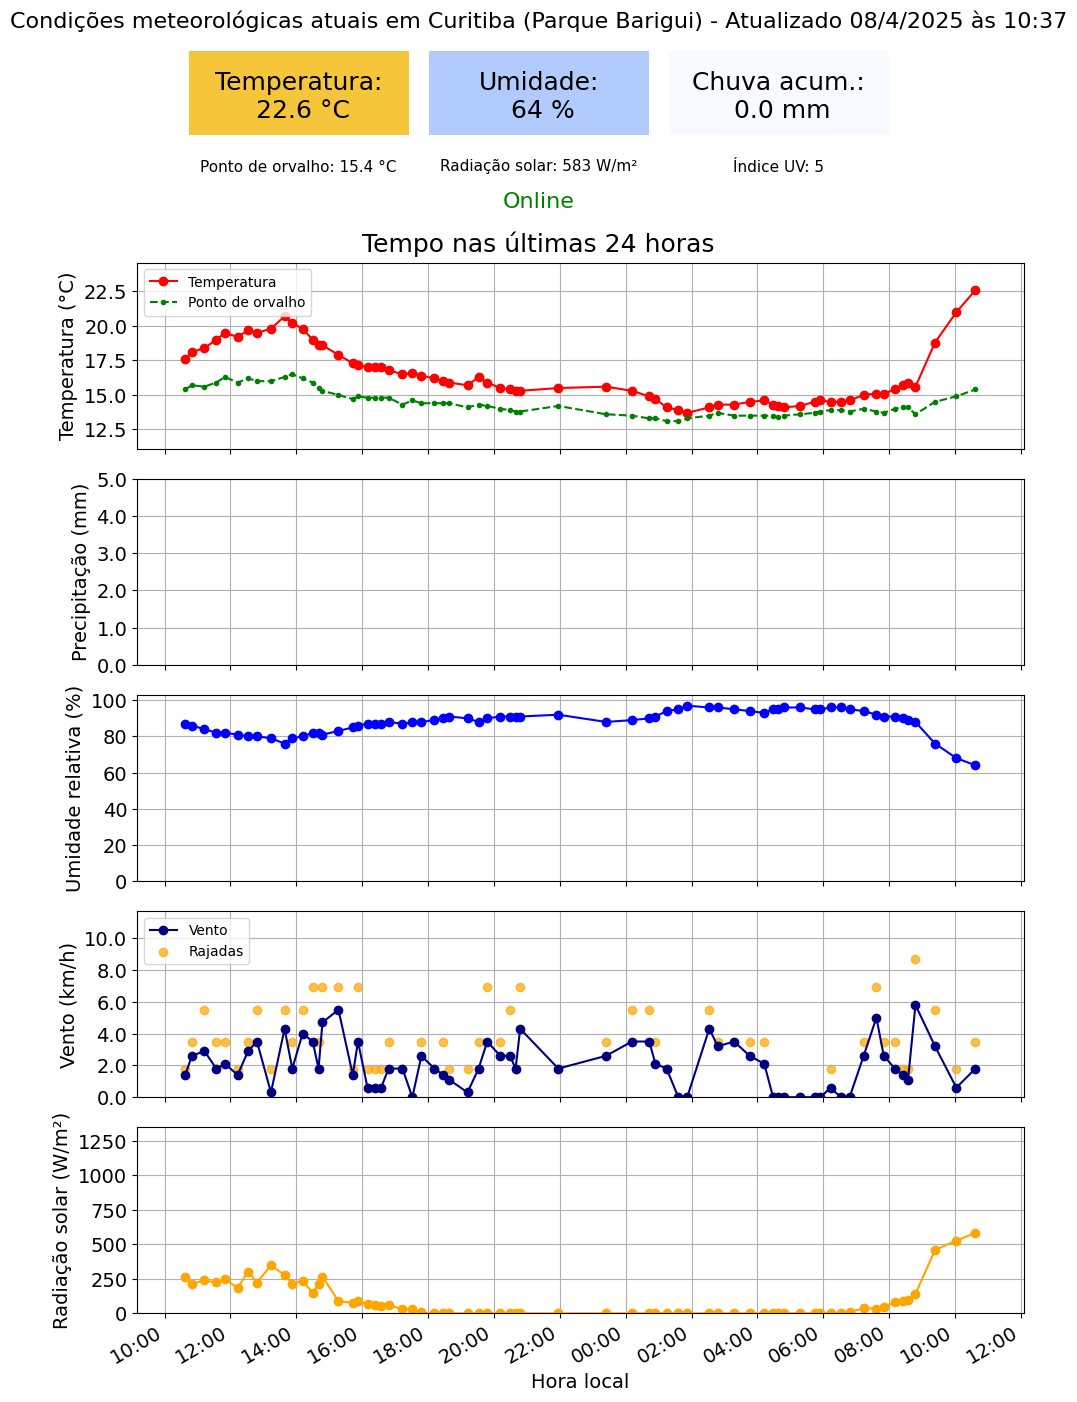 Condições meteorológicas atuais em Curitiba (Parque Barigui) - Atualizado 08/4/2025 às 10:37
Temperatura:
22.6 °C
Umidade:
64 %
Chuva acum.:
0.0 mm
Ponto de orvalho: 15.4 °C
Radiação solar: 583 W/m²
Índice UV: 5
Online
Tempo nas últimas 24 horas
Temperatura (°C)
22.5
20.0
17.5
15.0
12.5
Temperatura
Ponto de orvalho
Precipitação (mm)
5.0
4.0
3.0
2.0
1.0
0.0
Umidade relativa (%)
100
80
60
40
20
0
Vento (km/h)
10.0
8.0
6.0
4.0
2.0
0.0
Vento
Rajadas
Radiação solar (W/m²)
1250
1000
750
500
250
0
10:00
12:00
14:00
16:00
18:00
20:00
22:00
00:00
02:00
04:00
06:00
08:00
10:00
12:00
Hora local